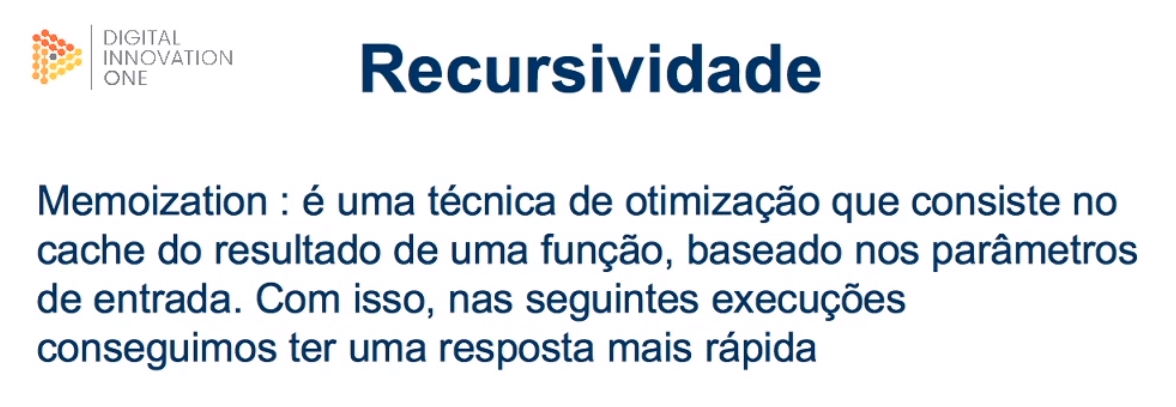 DIGITAL
INNOVATION
ONE
Recursividade
Memoization : é uma técnica de otimização que consiste no
cache do resultado de uma função, baseado nos parâmetros
de entrada. Com isso, nas seguintes execuções
conseguimos ter uma resposta mais rápida